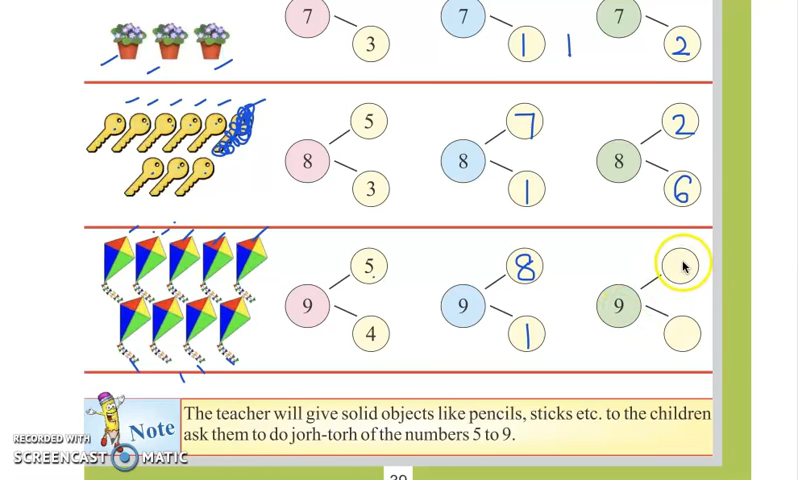 7 7 7
3 1 1 2
5 7 2
8 8 8
3 1 6
5 8
9 9 9
4 1
Note
The teacher will give solid objects like pencils, sticks etc. to the children
ask them to do jorh-torh of the numbers 5 to 9.
RECORDED WITH
SCREENCAST MATIC